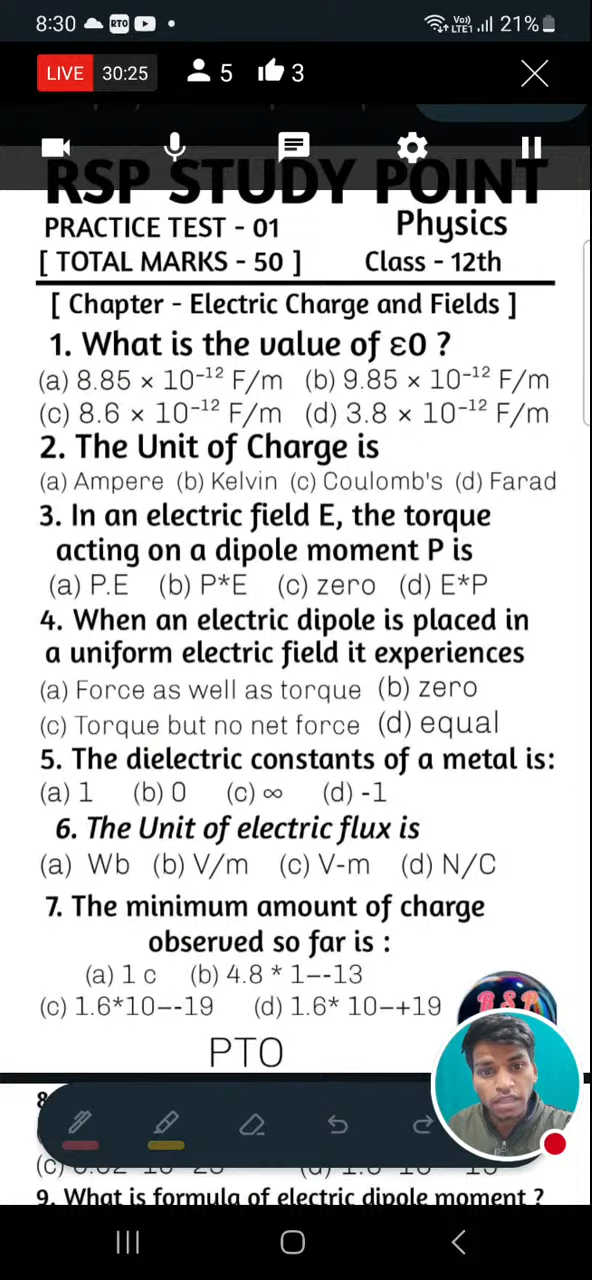 8:30 RTO Vo)) LTE1 21%
LIVE 30:25 5 3
RSP STUDY POINT
PRACTICE TEST - 01 Physics
[ TOTAL MARKS - 50 ] Class - 12th
[ Chapter - Electric Charge and Fields ]
1. What is the value of ε0 ?
(a) 8.85 × 10⁻¹² F/m (b) 9.85 × 10⁻¹² F/m
(c) 8.6 × 10⁻¹² F/m (d) 3.8 × 10⁻¹² F/m
2. The Unit of Charge is
(a) Ampere (b) Kelvin (c) Coulomb's (d) Farad
3. In an electric field E, the torque
acting on a dipole moment P is
(a) P.E (b) P*E (c) zero (d) E*P
4. When an electric dipole is placed in
a uniform electric field it experiences
(a) Force as well as torque (b) zero
(c) Torque but no net force (d) equal
5. The dielectric constants of a metal is:
(a) 1 (b) 0 (c) ∞ (d) -1
6. The Unit of electric flux is
(a) Wb (b) V/m (c) V-m (d) N/C
7. The minimum amount of charge
observed so far is :
(a) 1 c (b) 4.8 * 1--13
(c) 1.6*10--19 (d) 1.6* 10-+19
RSP
PTO
8
(c)
9. What is formula of electric dipole moment ?